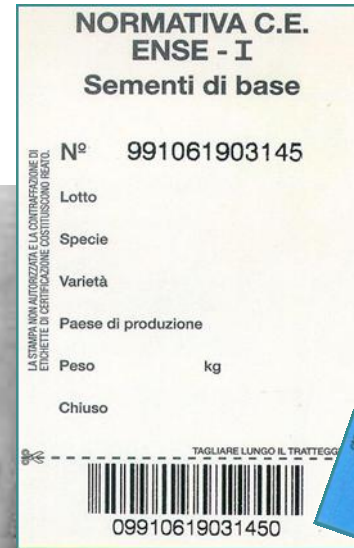 NORMATIVA C.E.
ENSE - I
Sementi di base
Nº 991061903145
Lotto
Specie
Varietà
Paese di produzione
Peso kg
Chiuso
LA STAMPA NON AUTORIZZATA E LA CONTRAFFAZIONE DI
ETICHETTE DI CERTIFICAZIONE COSTITUISCONO REATO.
TAGLIARE LUNGO IL TRATTEGG
09910619031450